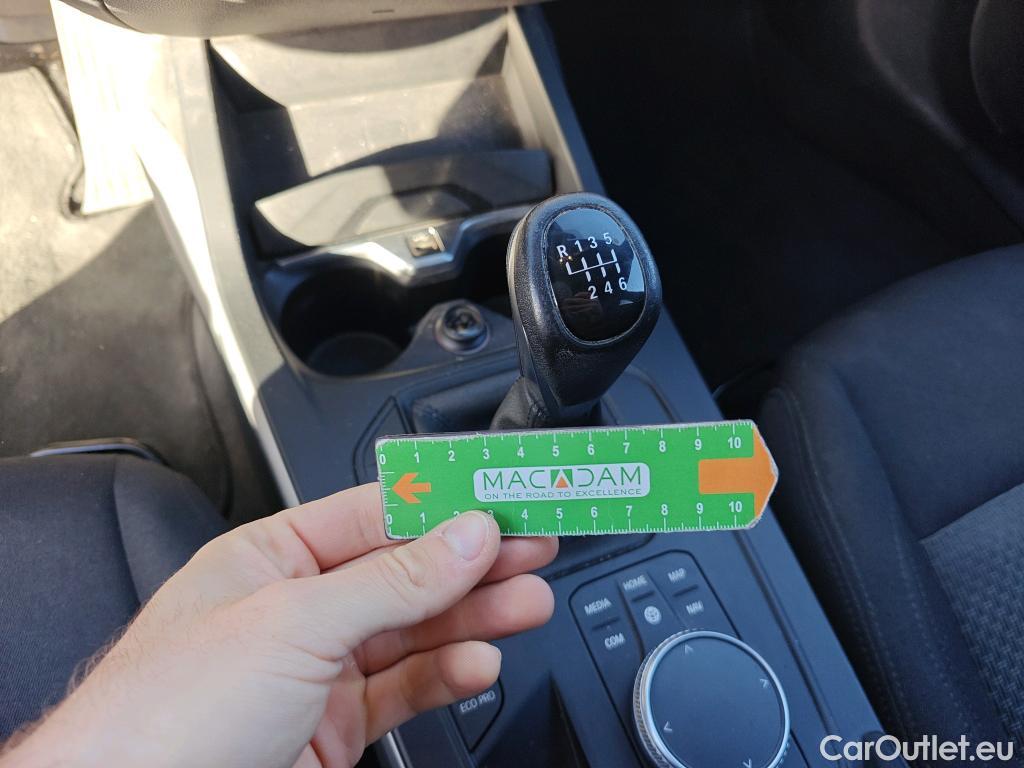 R 1 3 5
2 4 6
0 1 2 3 4 5 6 7 8 9 10
MACADAM
ON THE ROAD TO EXCELLENCE
0 1 2 3 4 5 6 7 8 9 10
MEDIA HOME MAP
COM NAV
ECO PRO
CarOutlet.eu